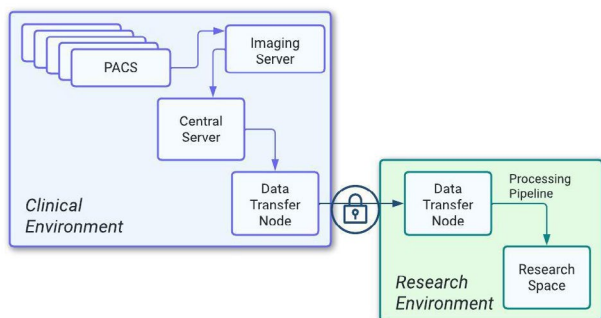 PACS
Imaging
Server
Central
Server
Data
Transfer
Node
Clinical
Environment
Data
Transfer
Node
Processing
Pipeline
Research
Space
Research
Environment